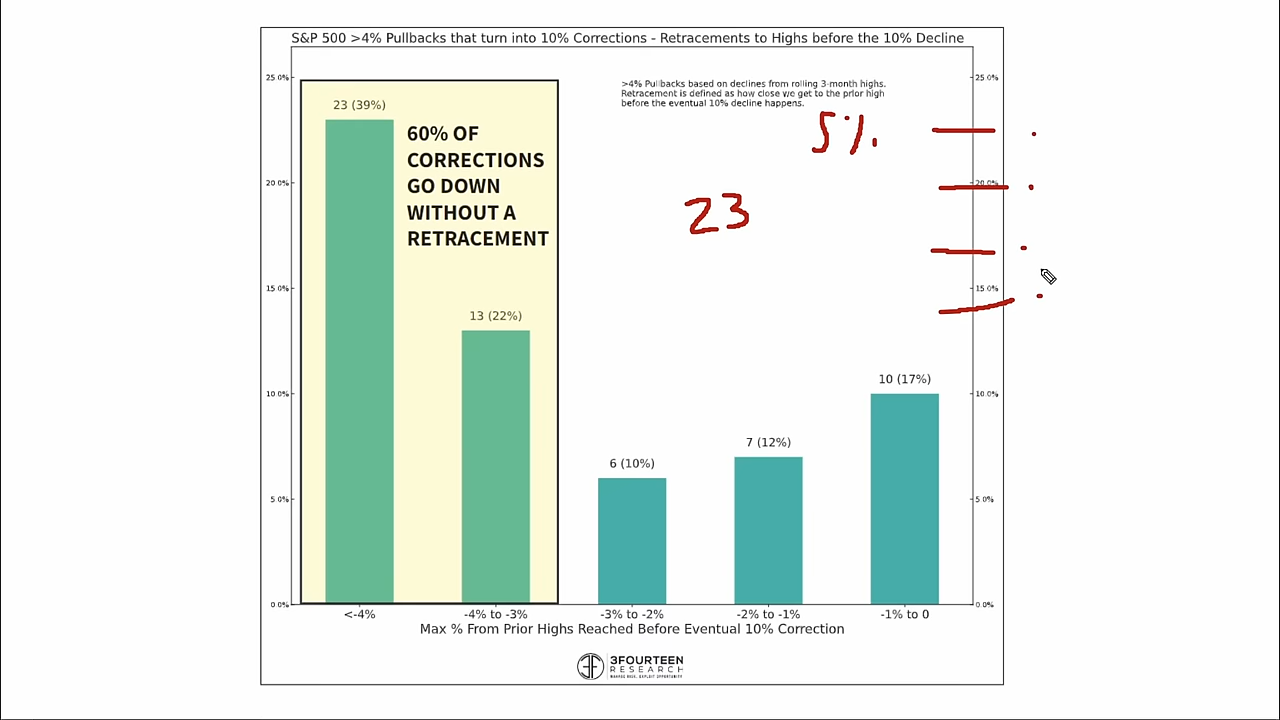 S&P 500 >4% Pullbacks that turn into 10% Corrections - Retracements to Highs before the 10% Decline
25.0%
25.0%
>4% Pullbacks based on declines from rolling 3-month highs.
Retracement is defined as how close we get to the prior high
before the eventual 10% decline happens.
23 (39%)
60% OF
CORRECTIONS
GO DOWN
WITHOUT A
RETRACEMENT
5%
20.0%
20.0%
23
15.0%
15.0%
13 (22%)
10.0%
10.0%
10 (17%)
7 (12%)
6 (10%)
5.0%
5.0%
0.0%
0.0%
<-4%
-4% to -3%
-3% to -2%
-2% to -1%
-1% to 0
Max % From Prior Highs Reached Before Eventual 10% Correction
3FOURTEEN
RESEARCH
MANAGE RISK. EXPLOIT OPPORTUNITY